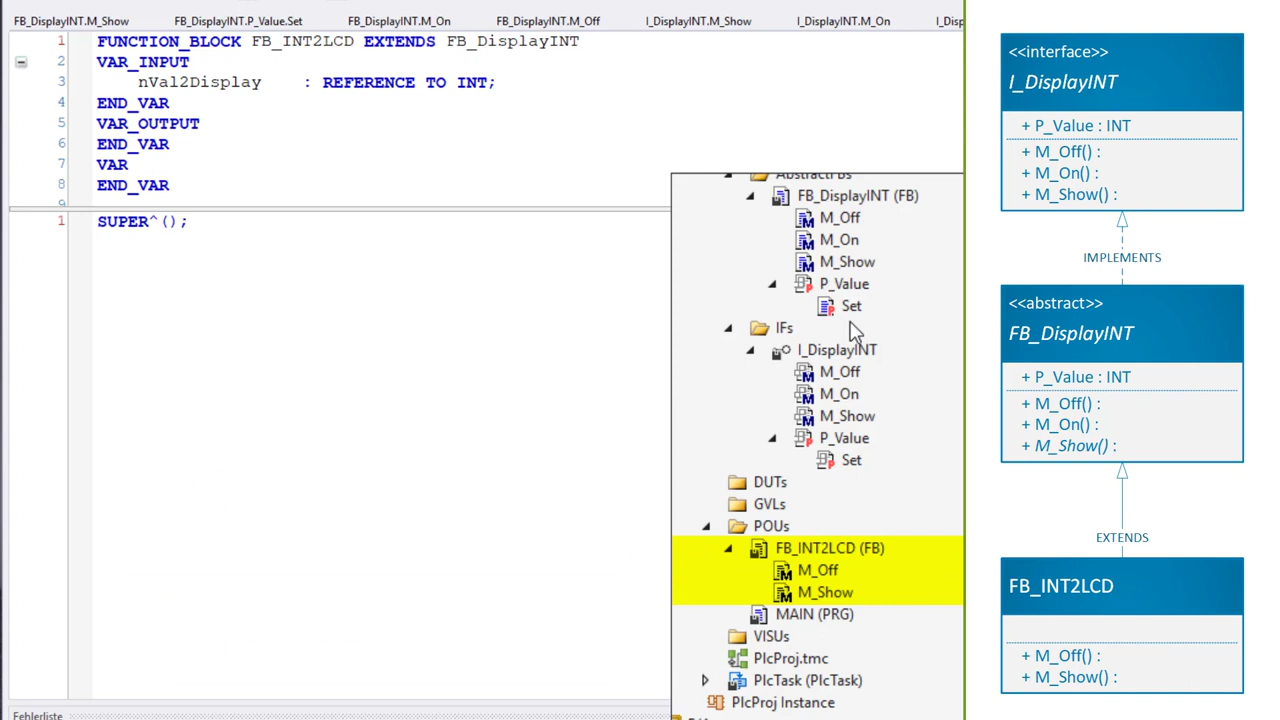 FB_DisplayINT.M_Show FB_DisplayINT.P_Value.Set FB_DisplayINT.M_On FB_DisplayINT.M_Off I_DisplayINT.M_Show I_DisplayINT.M_On I_Disp
1 FUNCTION_BLOCK FB_INT2LCD EXTENDS FB_DisplayINT
2 VAR_INPUT
3 nVal2Display : REFERENCE TO INT;
4 END_VAR
5 VAR_OUTPUT
6 END_VAR
7 VAR
8 END_VAR
9
1 SUPER^();
AbstractFBs
FB_DisplayINT (FB)
M_Off
M_On
M_Show
P_Value
Set
IFs
I_DisplayINT
M_Off
M_On
M_Show
P_Value
Set
DUTs
GVLs
POUs
FB_INT2LCD (FB)
M_Off
M_Show
MAIN (PRG)
VISUs
PlcProj.tmc
PlcTask (PlcTask)
PlcProj Instance
Fehlerliste
<<interface>>
I_DisplayINT
+ P_Value : INT
+ M_Off() :
+ M_On() :
+ M_Show() :
IMPLEMENTS
<<abstract>>
FB_DisplayINT
+ P_Value : INT
+ M_Off() :
+ M_On() :
+ M_Show() :
EXTENDS
FB_INT2LCD
+ M_Off() :
+ M_Show() :